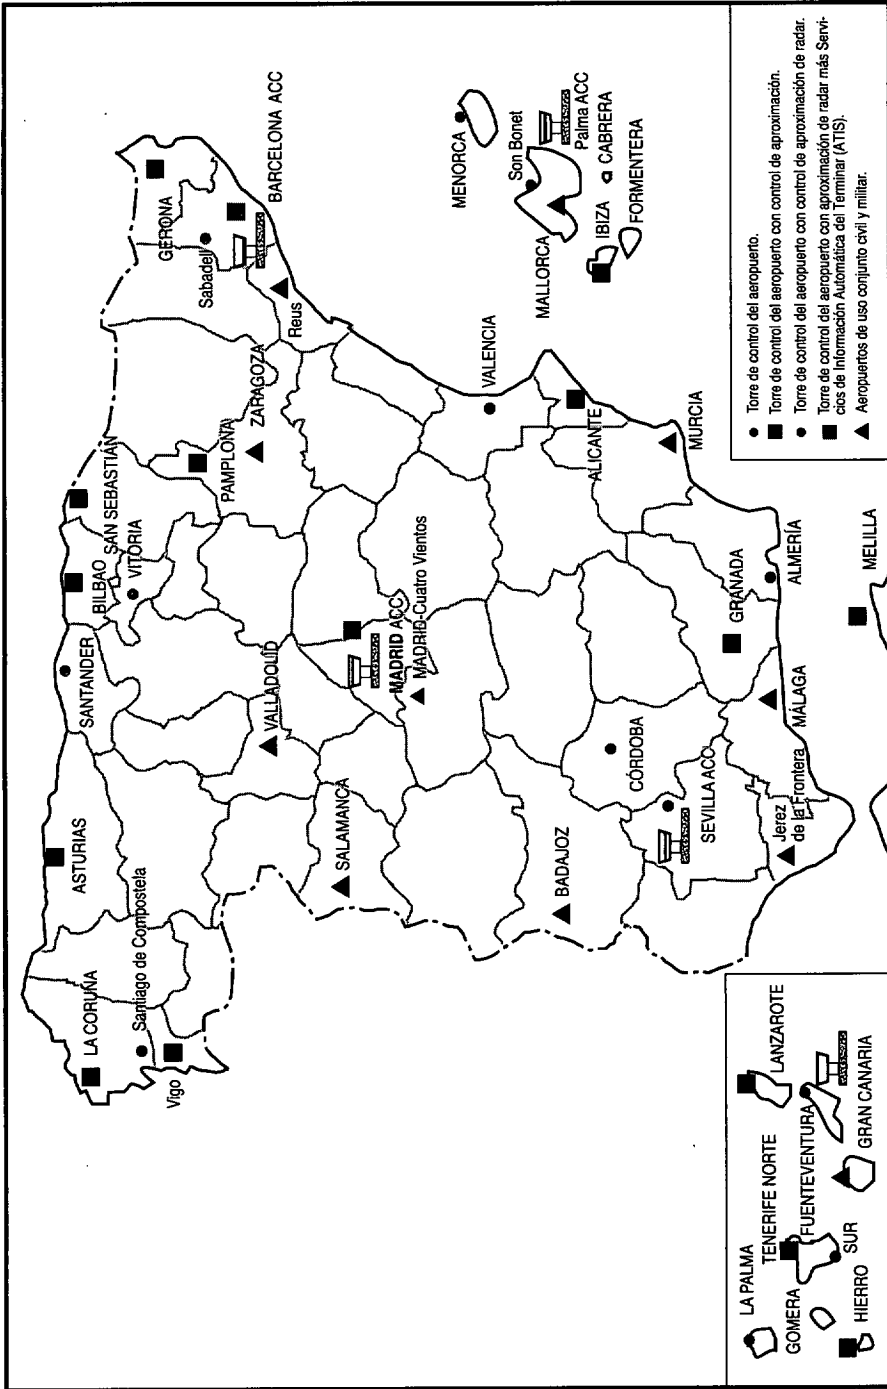 LA CORUÑA
Santiago de Compostela
Vigo
ASTURIAS
SANTANDER
BILBAO
VITORIA
SAN SEBASTIÁN
PAMPLONA
ZARAGOZA
GERONA
Sabadell
BARCELONA ACC
Reus
VALLADOLID
SALAMANCA
MADRID ACC
MADRID-Cuatro Vientos
BADAJOZ
CÓRDOBA
SEVILLA ACC
Jerez
de la Frontera
MÁLAGA
GRANADA
ALMERÍA
MELILLA
VALENCIA
ALICANTE
MURCIA
MENORCA
Son Bonet
Palma ACC
MALLORCA
IBIZA
CABRERA
FORMENTERA
LA PALMA
TENERIFE NORTE
LANZAROTE
GOMERA
FUENTEVENTURA
SUR
HIERRO
GRAN CANARIA
Torre de control del aeropuerto.
Torre de control del aeropuerto con control de aproximación.
Torre de control del aeropuerto con control de aproximación de radar.
Torre de control del aeropuerto con aproximación de radar más Servi-
cios de Información Automática del Terminar (ATIS).
Aeropuertos de uso conjunto civil y militar.